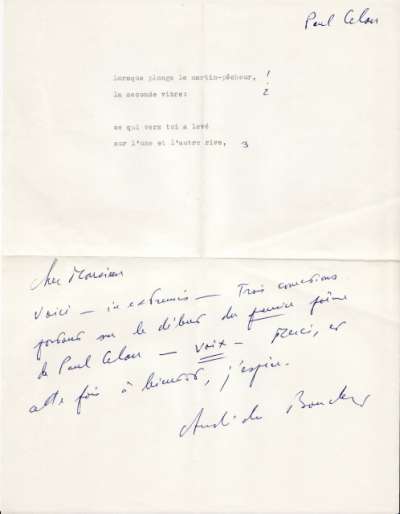 Paul Celan
Lorsque plonge le martin-pêcheur, 1
la seconde vibre: 2
ce qui vers toi a levé
sur l'une et l'autre rive, 3
Cher Monsieur
Voici — in extremis — Trois corrections
portant sur le début du premier poème
de Paul Celan — voix — Merci, et
cette fois à bientôt, j'espère.
André du Bouchet